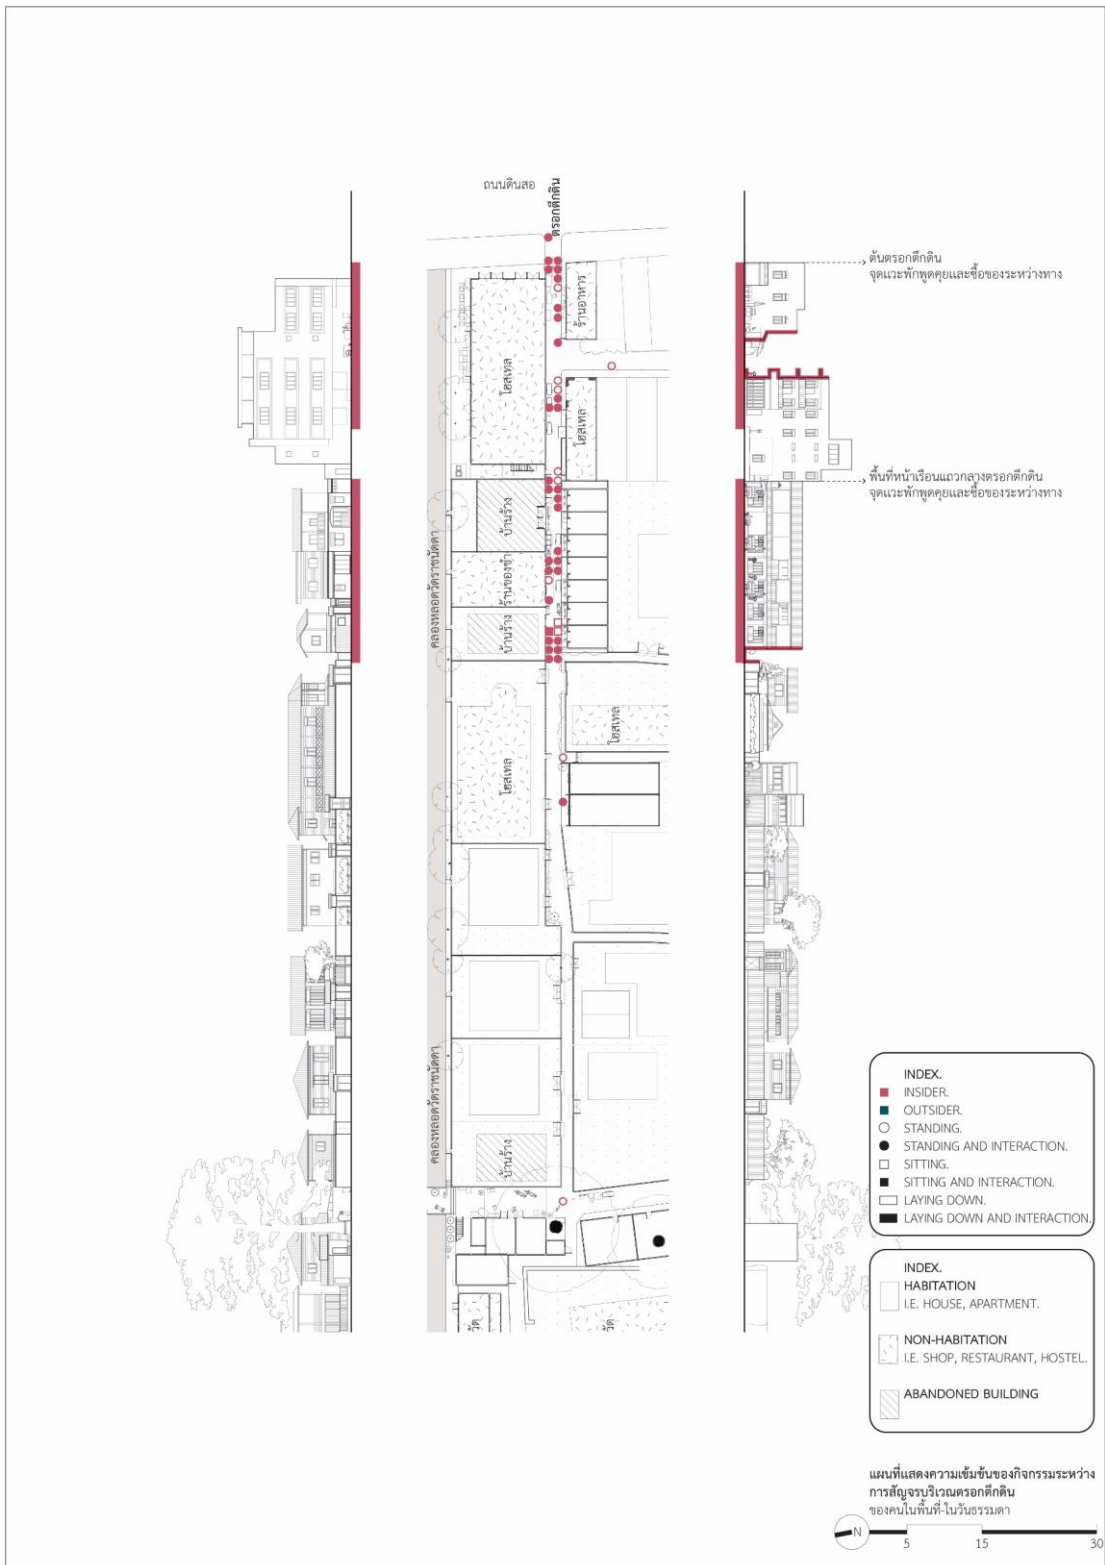 ถนนดินสอ
ตรอกตึกดิน
ต้นตรอกตึกดิน
จุดแวะพักพูดคุยและซื้อของระหว่างทาง
ร้านอาหาร
โฮสเทล
โฮสเทล
พื้นที่หน้าเรือนแถวกลางตรอกตึกดิน
จุดแวะพักพูดคุยและซื้อของระหว่างทาง
บ้านร้าง
คลองหลอดวัดราชนัดดา
ร้านของชำ
บ้านร้าง
โฮสเทล
โฮสเทล
คลองหลอดวัดราชนัดดา
บ้านร้าง
วัด
วัด
INDEX.
INSIDER.
OUTSIDER.
STANDING.
STANDING AND INTERACTION.
SITTING.
SITTING AND INTERACTION.
LAYING DOWN.
LAYING DOWN AND INTERACTION.
INDEX.
HABITATION
I.E. HOUSE, APARTMENT.
NON-HABITATION
I.E. SHOP, RESTAURANT, HOSTEL.
ABANDONED BUILDING
แผนที่แสดงความเข้มข้นของกิจกรรมระหว่าง
การสัญจรบริเวณตรอกตึกดิน
ของคนในพื้นที่-ในวันธรรมดา
N
5 15 30